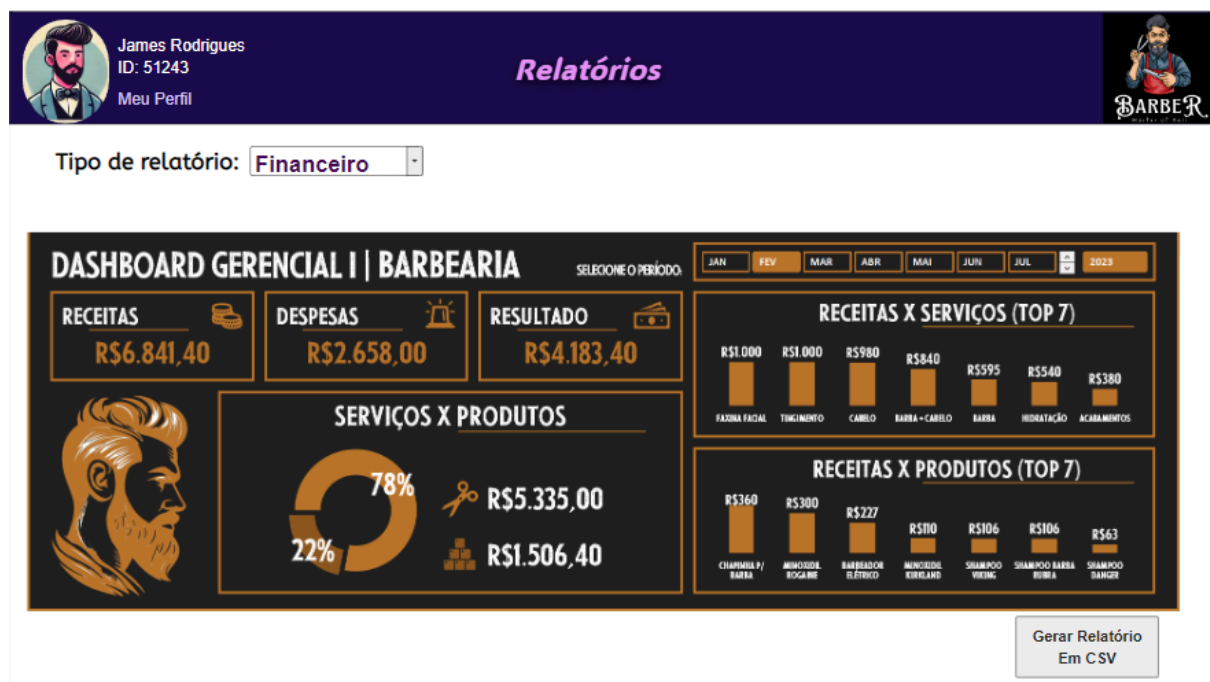 James Rodrigues
ID: 51243
Meu Perfil
Relatórios
BARBER
Tipo de relatório: Financeiro
DASHBOARD GERENCIAL I | BARBEARIA
SELECIONE O PERÍODO:
JAN FEV MAR ABR MAI JUN JUL 2023
RECEITAS
R$6.841,40
DESPESAS
R$2.658,00
RESULTADO
R$4.183,40
SERVIÇOS X PRODUTOS
78%
22%
R$5.335,00
R$1.506,40
RECEITAS X SERVIÇOS (TOP 7)
R$1.000 R$1.000 R$980 R$840 R$595 R$540 R$380
FAXINA FACIAL TINGIMENTO CABELO BARBA + CABELO BARBA HIDRATAÇÃO ACABAMENTOS
RECEITAS X PRODUTOS (TOP 7)
R$360 R$300 R$227 R$110 R$106 R$106 R$63
CHAPINHA P/ MINOXIDIL BARBEADOR MINOXIDIL SHAMPOO SHAMPOO BARBA SHAMPOO
BARBA ROGAINE ELÉTRICO KIRKLAND VIKING RUBRA DANGER
Gerar Relatório
Em CSV